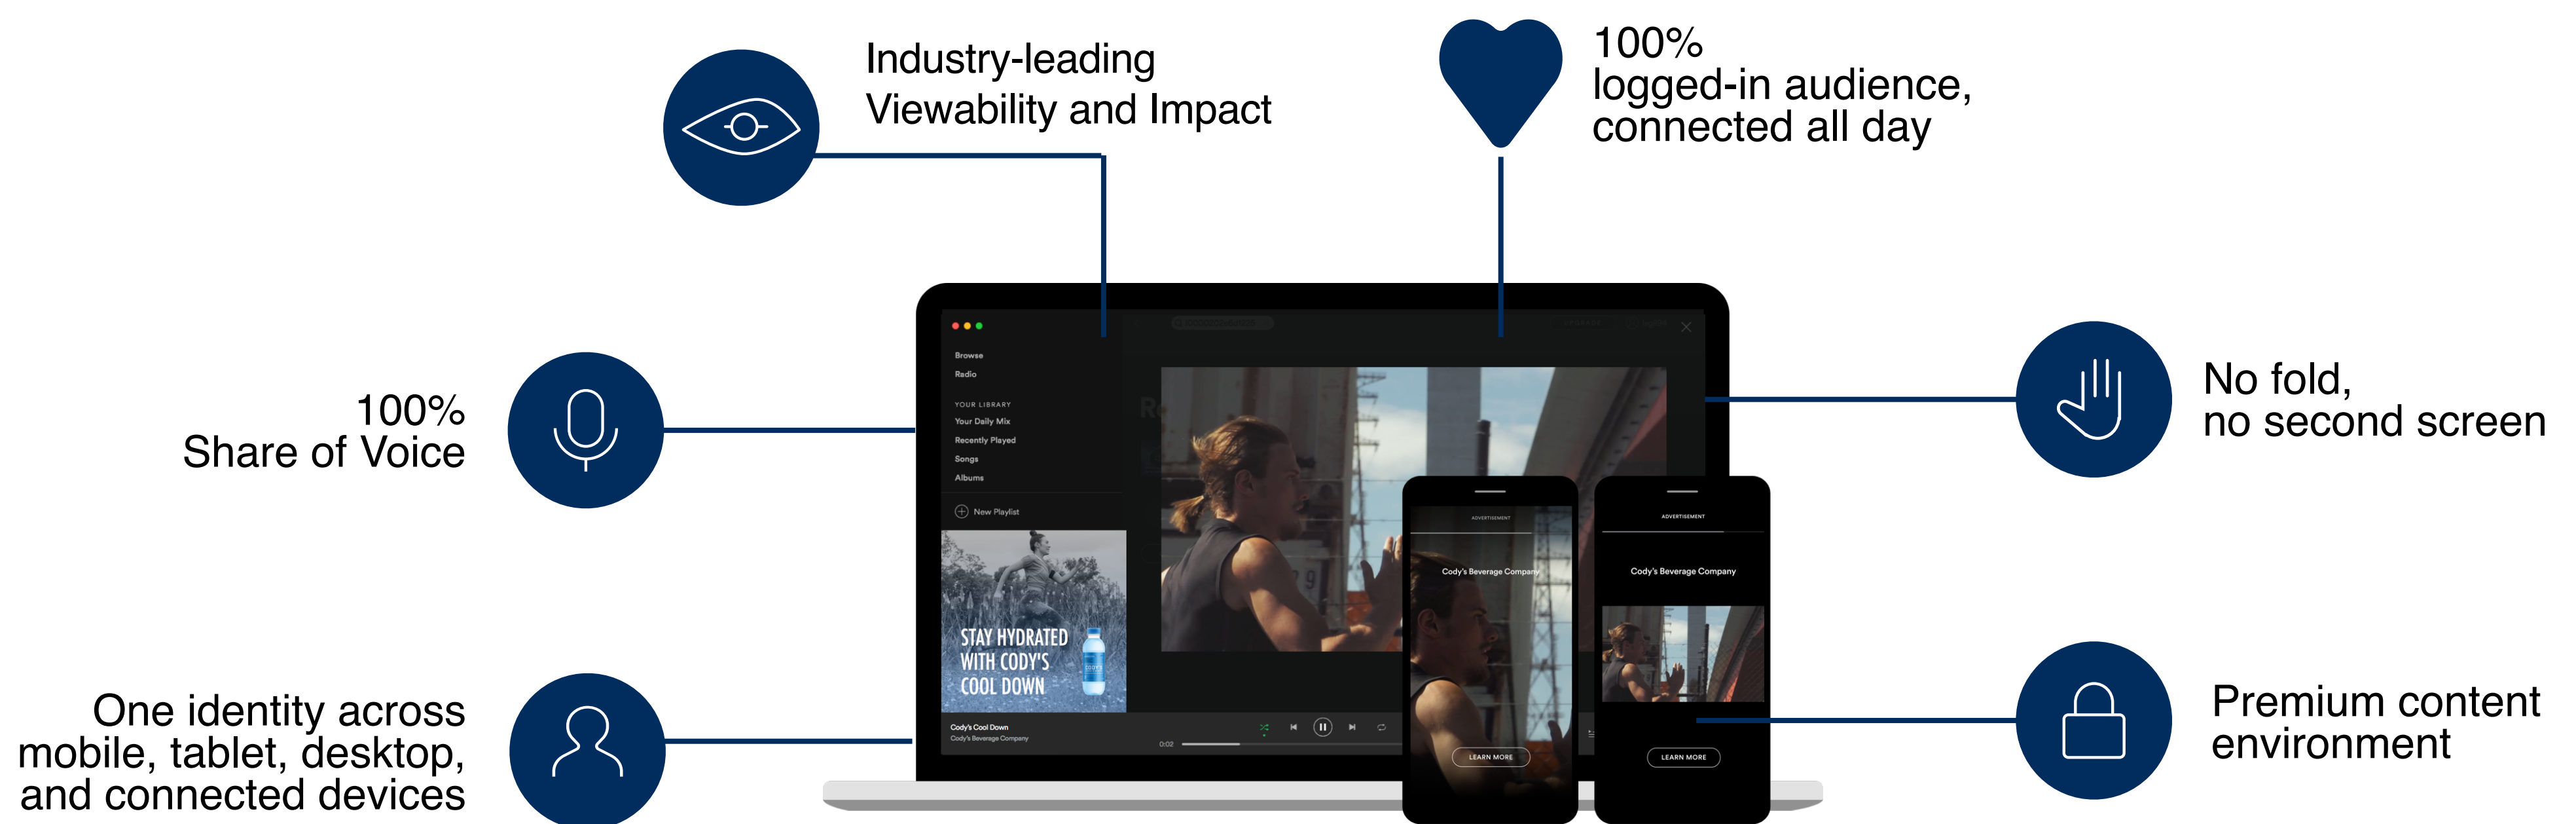 Industry-leading
Viewability and Impact
100%
logged-in audience,
connected all day
100%
Share of Voice
No fold,
no second screen
One identity across
mobile, tablet, desktop,
and connected devices
Premium content
environment
Browse
Radio
YOUR LIBRARY
Your Daily Mix
Recently Played
Songs
Albums
New Playlist
STAY HYDRATED
WITH CODY'S
COOL DOWN
CODY'S
Cody's Cool Down
Cody's Beverage Company
0:02
ADVERTISEMENT
Cody's Beverage Company
LEARN MORE
ADVERTISEMENT
Cody's Beverage Company
LEARN MORE